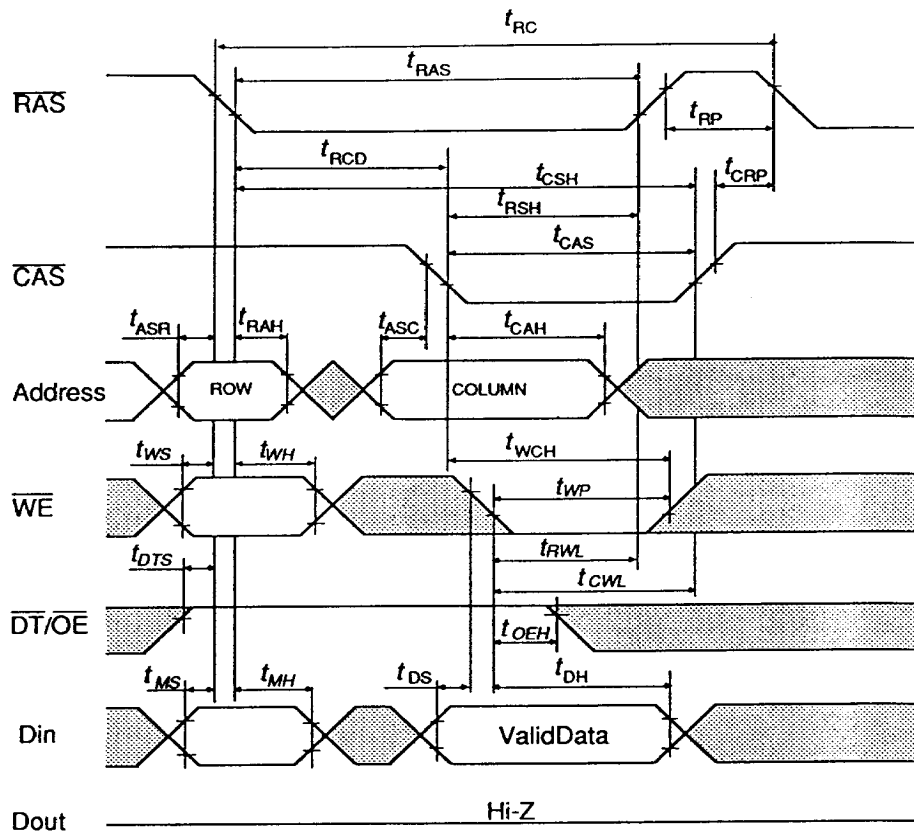 tRC
tRAS
RAS
tRP
tRCD
tCSH
tCRP
tRSH
tCAS
CAS
tASR tRAH tASC tCAH
Address ROW COLUMN
tWS tWH tWCH
WE tWP
tRWL
tDTS tCWL
DT/OE tOEH
tMS tMH tDS tDH
Din ValidData
Dout Hi-Z